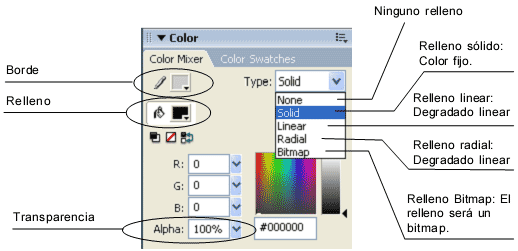 Ninguno relleno
Color
Color Mixer
Color Swatches
Relleno sólido:
Color fijo.
Borde
Type: Solid
Relleno
None
Solid
Linear
Radial
Bitmap
Relleno linear:
Degradado linear
Relleno radial:
Degradado linear
R: 0
G: 0
B: 0
Relleno Bitmap: El
relleno será un
bitmap.
Transparencia
Alpha: 100%
#000000